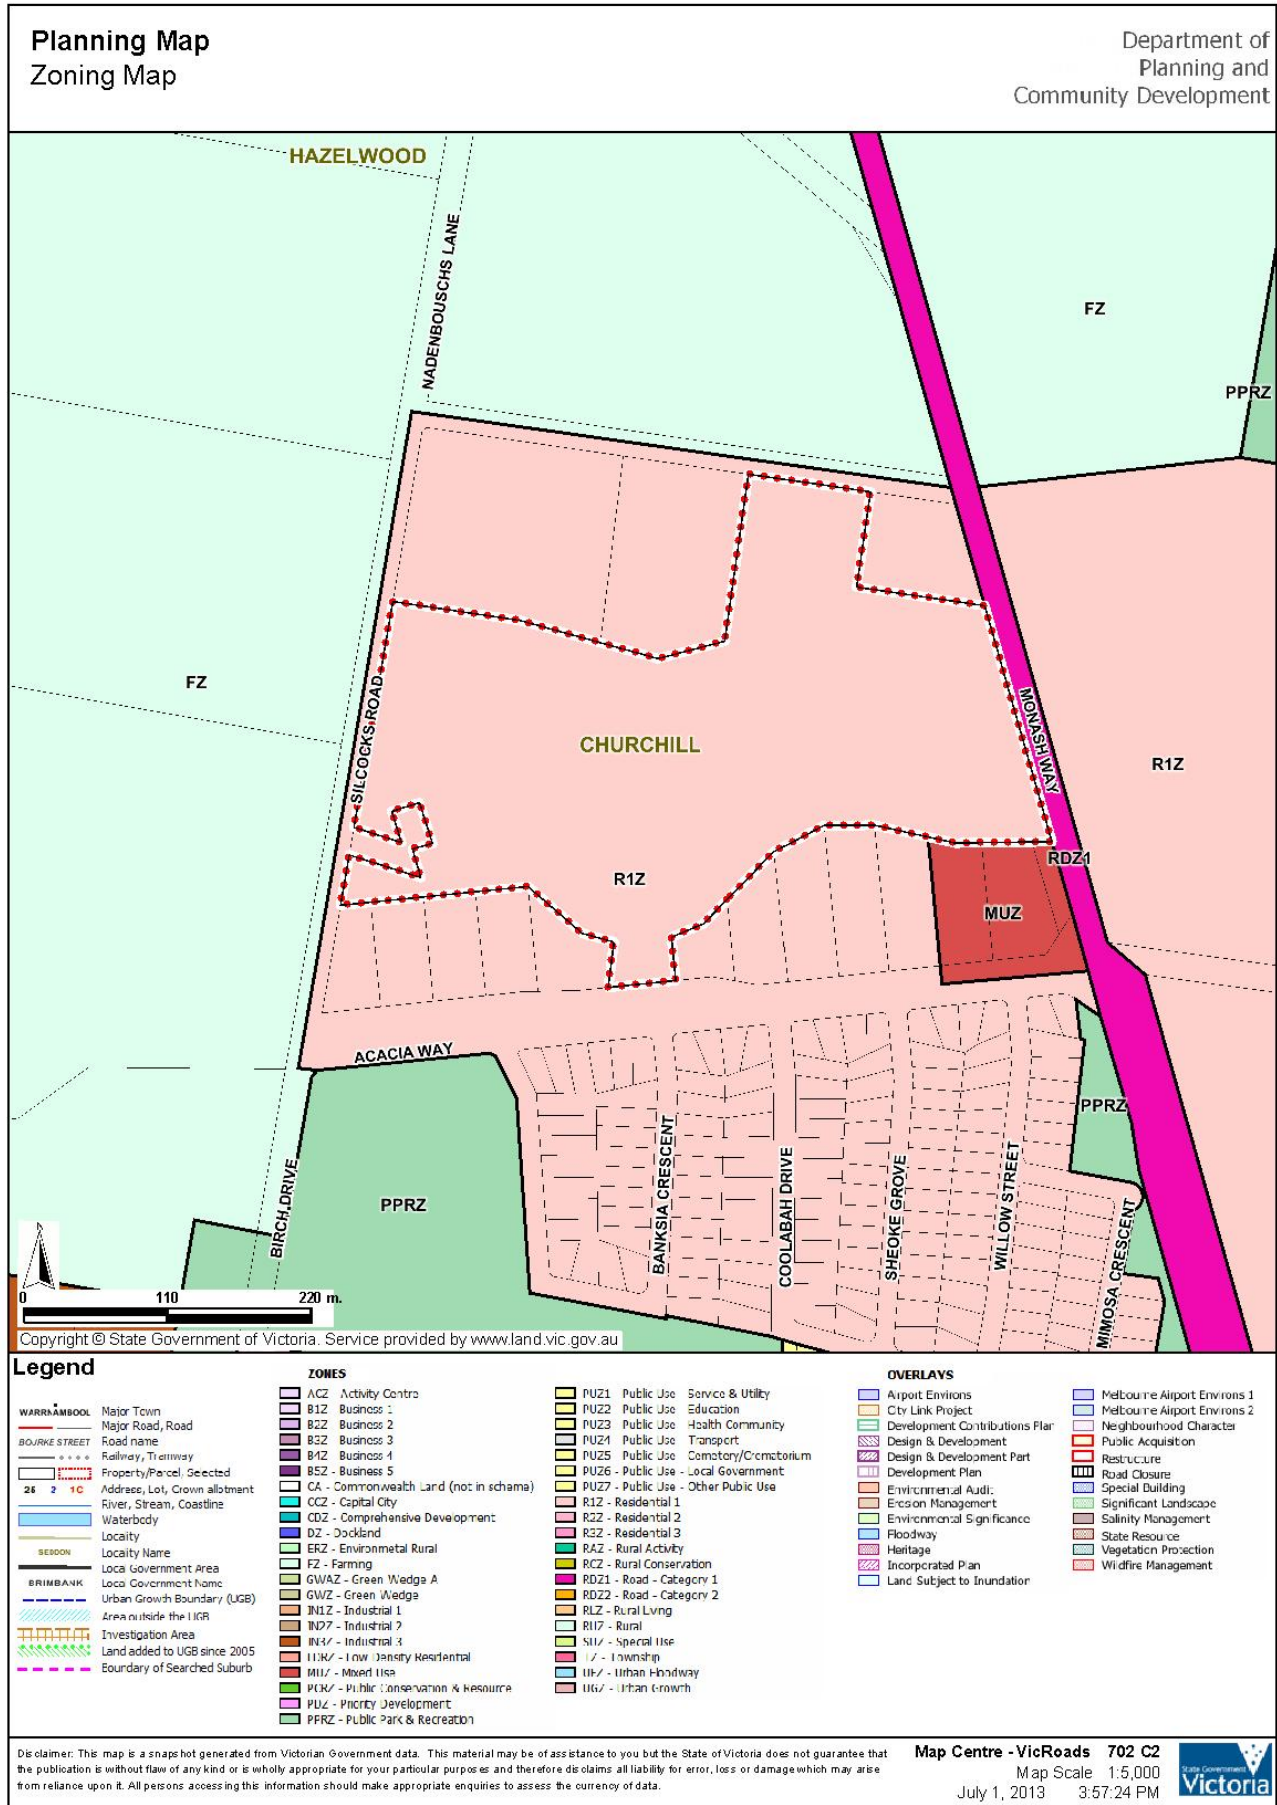 Planning Map
Zoning Map
Department of
Planning and
Community Development
HAZELWOOD
NADENBOUSCHS LANE
FZ
PPRZ
FZ
SILCOCKS ROAD
CHURCHILL
MONASH WAY
R1Z
RDZ1
R1Z
MUZ
ACACIA WAY
PPRZ
BIRCH DRIVE
PPRZ
BANKSIA CRESCENT
COOLABAH DRIVE
SHEOKE GROVE
WILLOW STREET
MIMOSA CRESCENT
0 110 220 m.
Copyright © State Government of Victoria. Service provided by www.land.vic.gov.au
Legend
WARRNAMBOOL Major Town
Major Road, Road
BOURKE STREET Road name
Railway, Tramway
Property/Parcel, Selected
26 2 1C Address, Lot, Crown allotment
River, Stream, Coastline
Waterbody
Locality
SEDDON Locality Name
Local Government Area
BRIMBANK Local Government Name
Urban Growth Boundary (UGB)
Area outside the UGB
Investigation Area
Land added to UGB since 2005
Boundary of Searched Suburb
ZONES
ACZ - Activity Centre
B1Z - Business 1
B2Z - Business 2
B3Z - Business 3
B4Z - Business 4
B5Z - Business 5
CA - Commonwealth Land (not in scheme)
CCZ - Capital City
CDZ - Comprehensive Development
DZ - Dockland
ERZ - Environmetal Rural
FZ - Farming
GWAZ - Green Wedge A
GWZ - Green Wedge
IN1Z - Industrial 1
IN2Z - Industrial 2
IN3Z - Industrial 3
LDRZ - Low Density Residential
MUZ - Mixed Use
PCRZ - Public Conservation & Resource
PDZ - Priority Development
PPRZ - Public Park & Recreation
PUZ1 - Public Use - Service & Utility
PUZ2 - Public Use - Education
PUZ3 - Public Use - Health Community
PUZ4 - Public Use - Transport
PUZ5 - Public Use - Cemetery/Crematorium
PUZ6 - Public Use - Local Government
PUZ7 - Public Use - Other Public Use
R1Z - Residential 1
R2Z - Residential 2
R3Z - Residential 3
RAZ - Rural Activity
RCZ - Rural Conservation
RDZ1 - Road - Category 1
RDZ2 - Road - Category 2
RLZ - Rural Living
RUZ - Rural
SUZ - Special Use
TZ - Township
UFZ - Urban Floodway
UGZ - Urban Growth
OVERLAYS
Airport Environs
City Link Project
Development Contributions Plan
Design & Development
Design & Development Part
Development Plan
Environmental Audit
Erosion Management
Environmental Significance
Floodway
Heritage
Incorporated Plan
Land Subject to Inundation
Melbourne Airport Environs 1
Melbourne Airport Environs 2
Neighbourhood Character
Public Acquisition
Restructure
Road Closure
Special Building
Significant Landscape
Salinity Management
State Resource
Vegetation Protection
Wildfire Management
Disclaimer: This map is a snapshot generated from Victorian Government data. This material may be of assistance to you but the State of Victoria does not guarantee that
the publication is without flaw of any kind or is wholly appropriate for your particular purposes and therefore disclaims all liability for error, loss or damage which may arise
from reliance upon it. All persons accessing this information should make appropriate enquiries to assess the currency of data.
Map Centre - VicRoads 702 C2
Map Scale 1:5,000
July 1, 2013 3:57:24 PM
State Government
Victoria